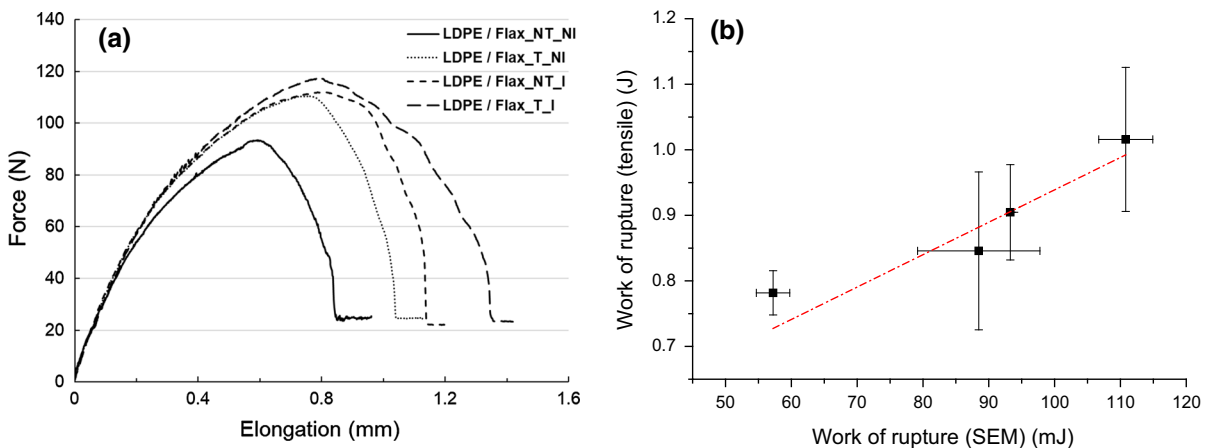 (a)
LDPE / Flax_NT_NI
LDPE / Flax_T_NI
LDPE / Flax_NT_I
LDPE / Flax_T_I
Force (N)
140
120
100
80
60
40
20
0
0 0.4 0.8 1.2 1.6
Elongation (mm)
(b)
Work of rupture (tensile) (J)
1.1
1.0
0.9
0.8
0.7
50 60 70 80 90 100 110 120
Work of rupture (SEM) (mJ)